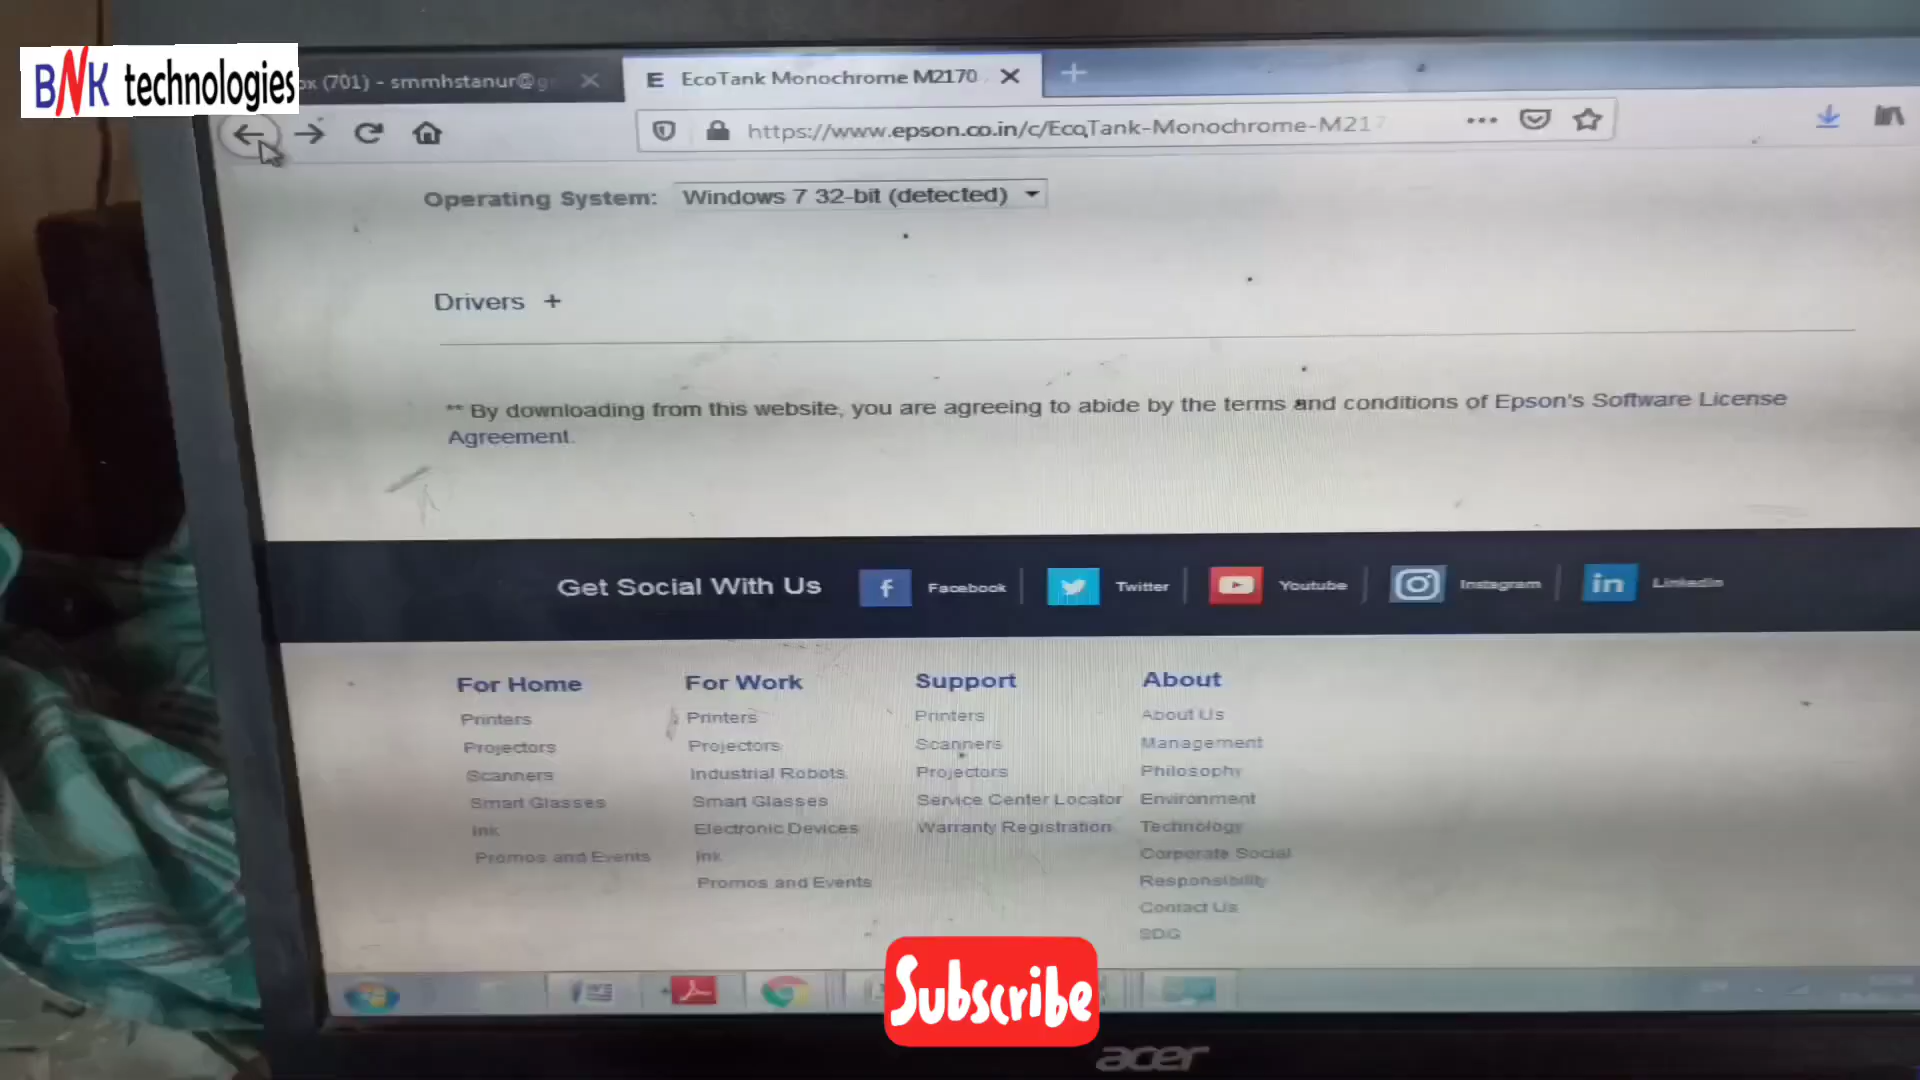 BNK technologies
ox (701) - smmhstanur@g
E EcoTank Monochrome M2170
https://www.epson.co.in/c/EcoTank-Monochrome-M217
Operating System: Windows 7 32-bit (detected)
Drivers +
** By downloading from this website, you are agreeing to abide by the terms and conditions of Epson's Software License
Agreement.
Get Social With Us Facebook Twitter Youtube Instagram LinkedIn
For Home For Work Support About
Printers Printers Printers About Us
Projectors Projectors Scanners Management
Scanners Industrial Robots Projectors Philosophy
Smart Glasses Smart Glasses Service Center Locator Environment
Ink Electronic Devices Warranty Registration Technology
Promos and Events Ink Corporate Social
Promos and Events Responsibility
Contact Us
SDG
Subscribe
acer